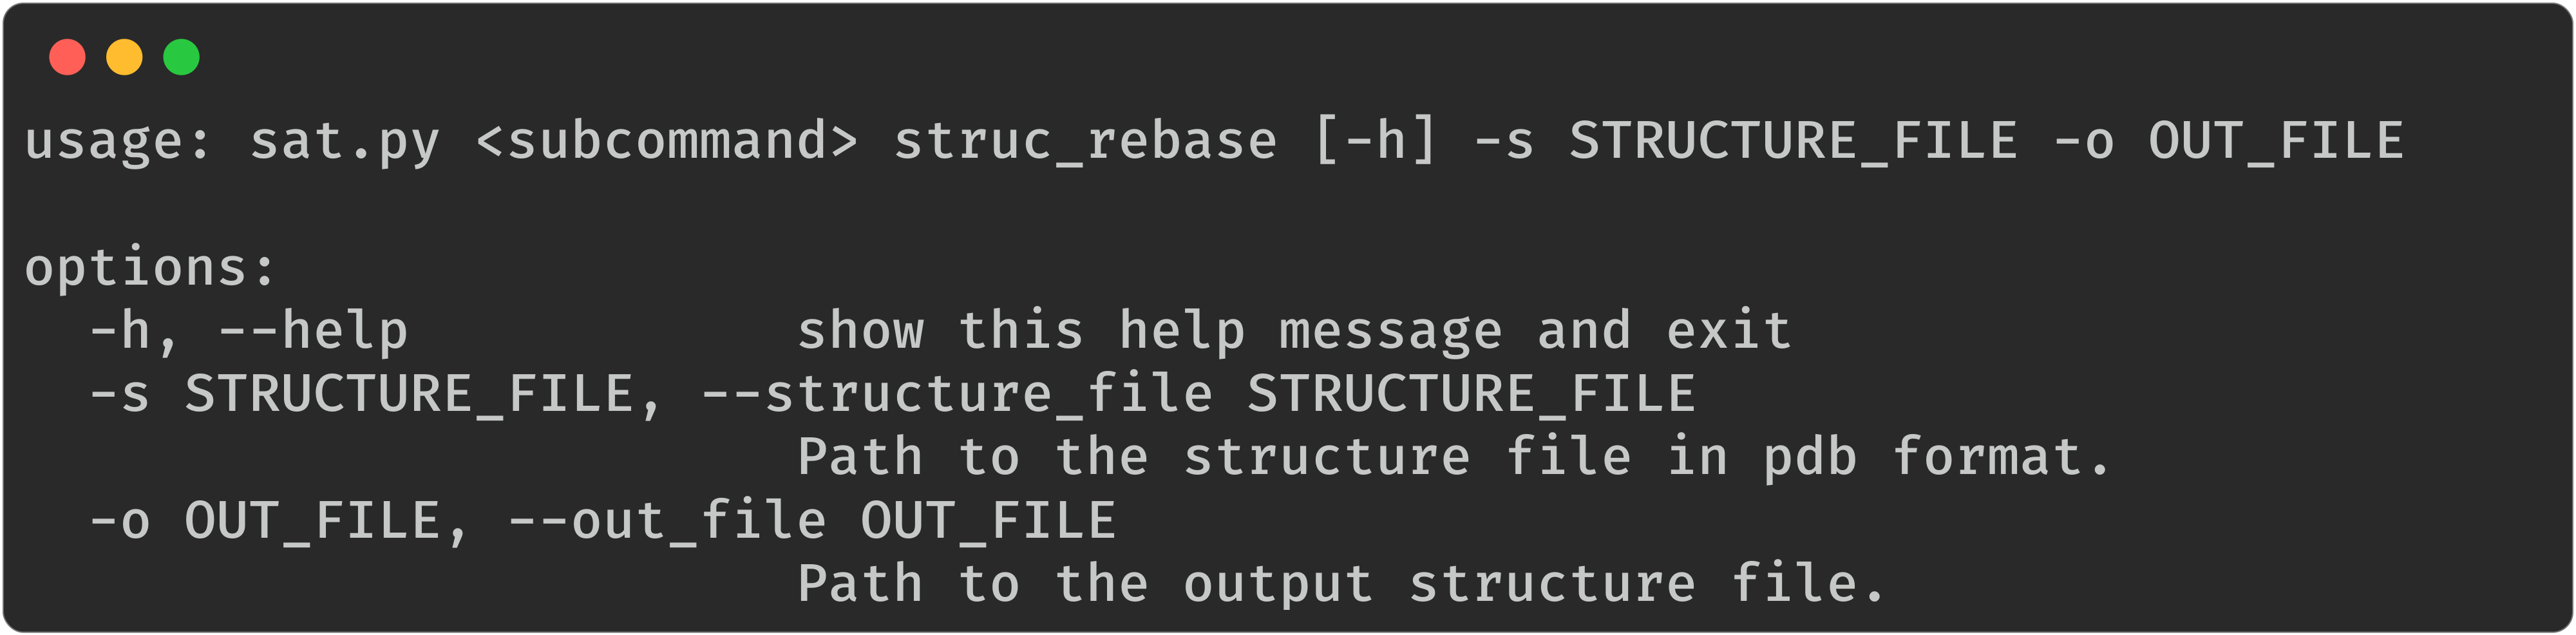 usage: sat.py <subcommand> struc_rebase [-h] -s STRUCTURE_FILE -o OUT_FILE
options:
-h, --help show this help message and exit
-s STRUCTURE_FILE, --structure_file STRUCTURE_FILE
Path to the structure file in pdb format.
-o OUT_FILE, --out_file OUT_FILE
Path to the output structure file.